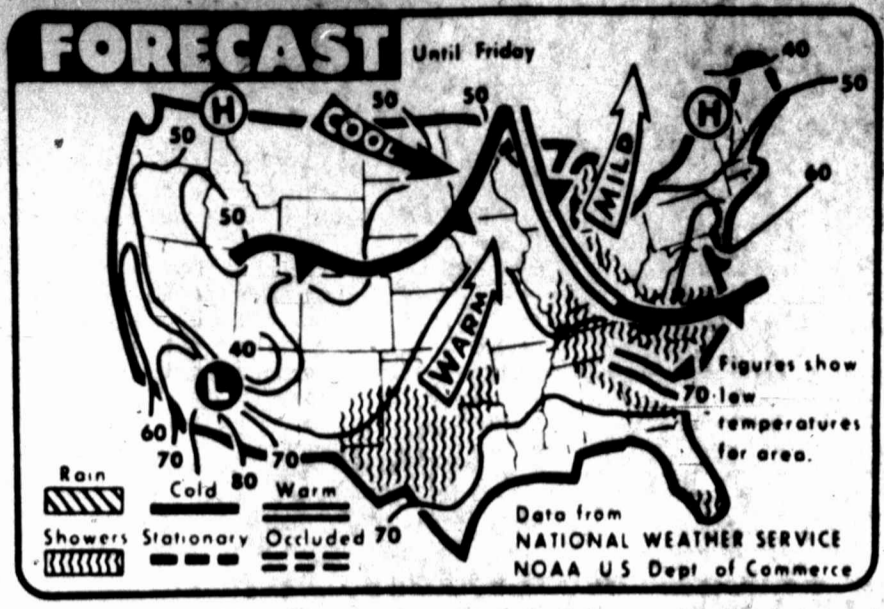 FORECAST
Until Friday
40
50
H
50
50
COOL
H
50
MILD
60
50
WARM
40
L
Figures show
70 low
temperatures
for area.
60
70
80
70
Rain
Cold
Warm
Showers
Stationary
Occluded
70
Data from
NATIONAL WEATHER SERVICE
NOAA U S Dept of Commerce